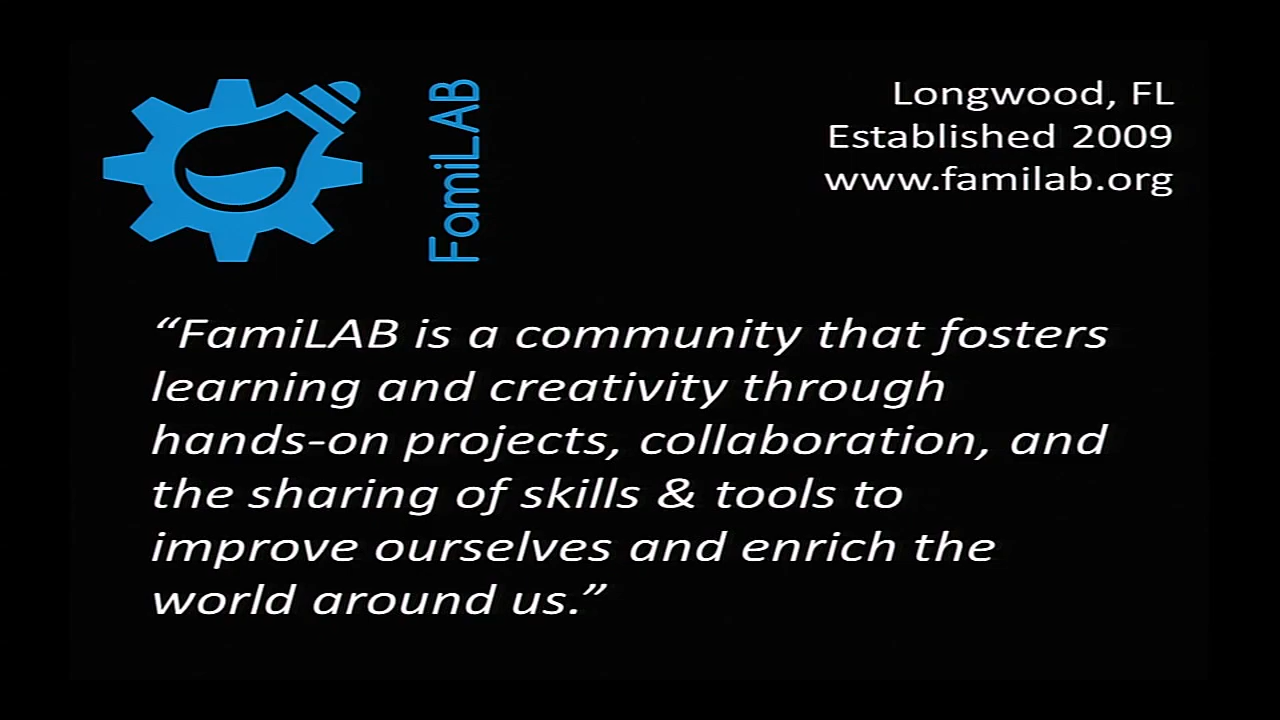 FamiLAB
Longwood, FL
Established 2009
www.familab.org
“FamiLAB is a community that fosters
learning and creativity through
hands-on projects, collaboration, and
the sharing of skills & tools to
improve ourselves and enrich the
world around us.”